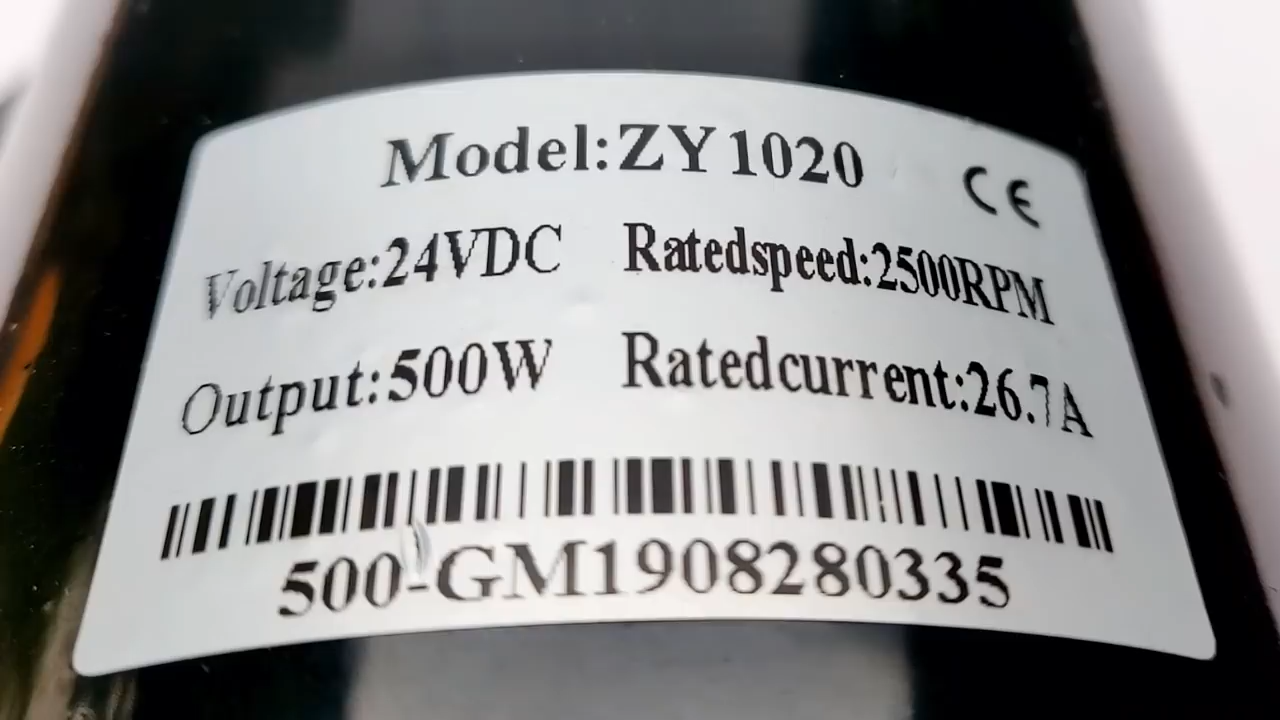 Model:ZY1020
CE
Voltage:24VDC Ratedspeed:2500RPM
Output:500W Ratedcurrent:26.7A
500-GM1908280335